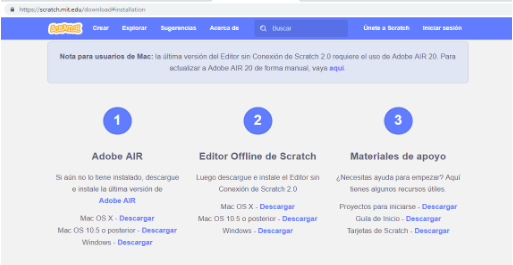 https://scratch.mit.edu/download#installation
SCRATCH Crear Explorar Sugerencias Acerca de Buscar Únete a Scratch Iniciar sesión
Nota para usuarios de Mac: la última versión del Editor sin Conexión de Scratch 2.0 requiere el uso de Adobe AIR 20. Para
actualizar a Adobe AIR 20 de forma manual, vaya aquí.
1
Adobe AIR
Si aún no lo tiene instalado, descargue
e instale la última versión de
Adobe AIR
Mac OS X - Descargar
Mac OS 10.5 o posterior - Descargar
Windows - Descargar
2
Editor Offline de Scratch
Luego descargue e instale el Editor sin
Conexión de Scratch 2.0
Mac OS X - Descargar
Mac OS 10.5 o posterior - Descargar
Windows - Descargar
3
Materiales de apoyo
¿Necesitas ayuda para empezar? Aquí
tienes algunos recursos útiles.
Proyectos para iniciarse - Descargar
Guía de Inicio - Descargar
Tarjetas de Scratch - Descargar